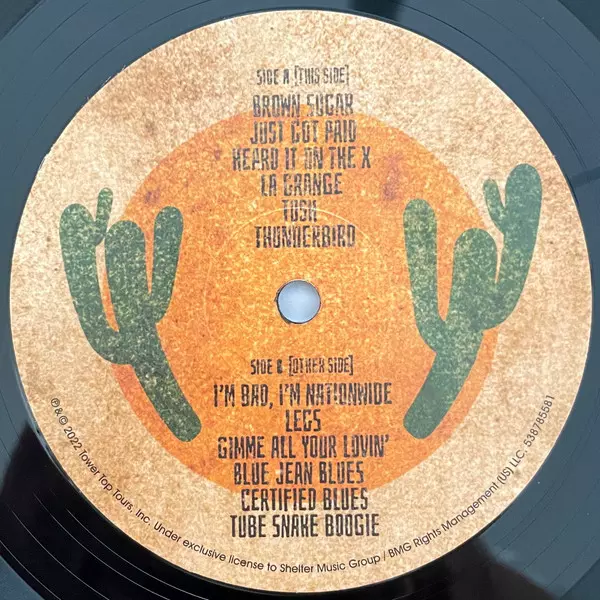 SIDE A [THIS SIDE]
BROWN SUGAR
JUST GOT PAID
HEARD IT ON THE X
LA GRANGE
TUSH
THUNDERBIRD
SIDE B [OTHER SIDE]
I'M BAD, I'M NATIONWIDE
LEGS
GIMME ALL YOUR LOVIN'
BLUE JEAN BLUES
CERTIFIED BLUES
TUBE SNAKE BOOGIE
℗ & © 2022 Tower Top Tours, Inc. Under exclusive license to Shelter Music Group / BMG Rights Management (US) LLC. 538785581